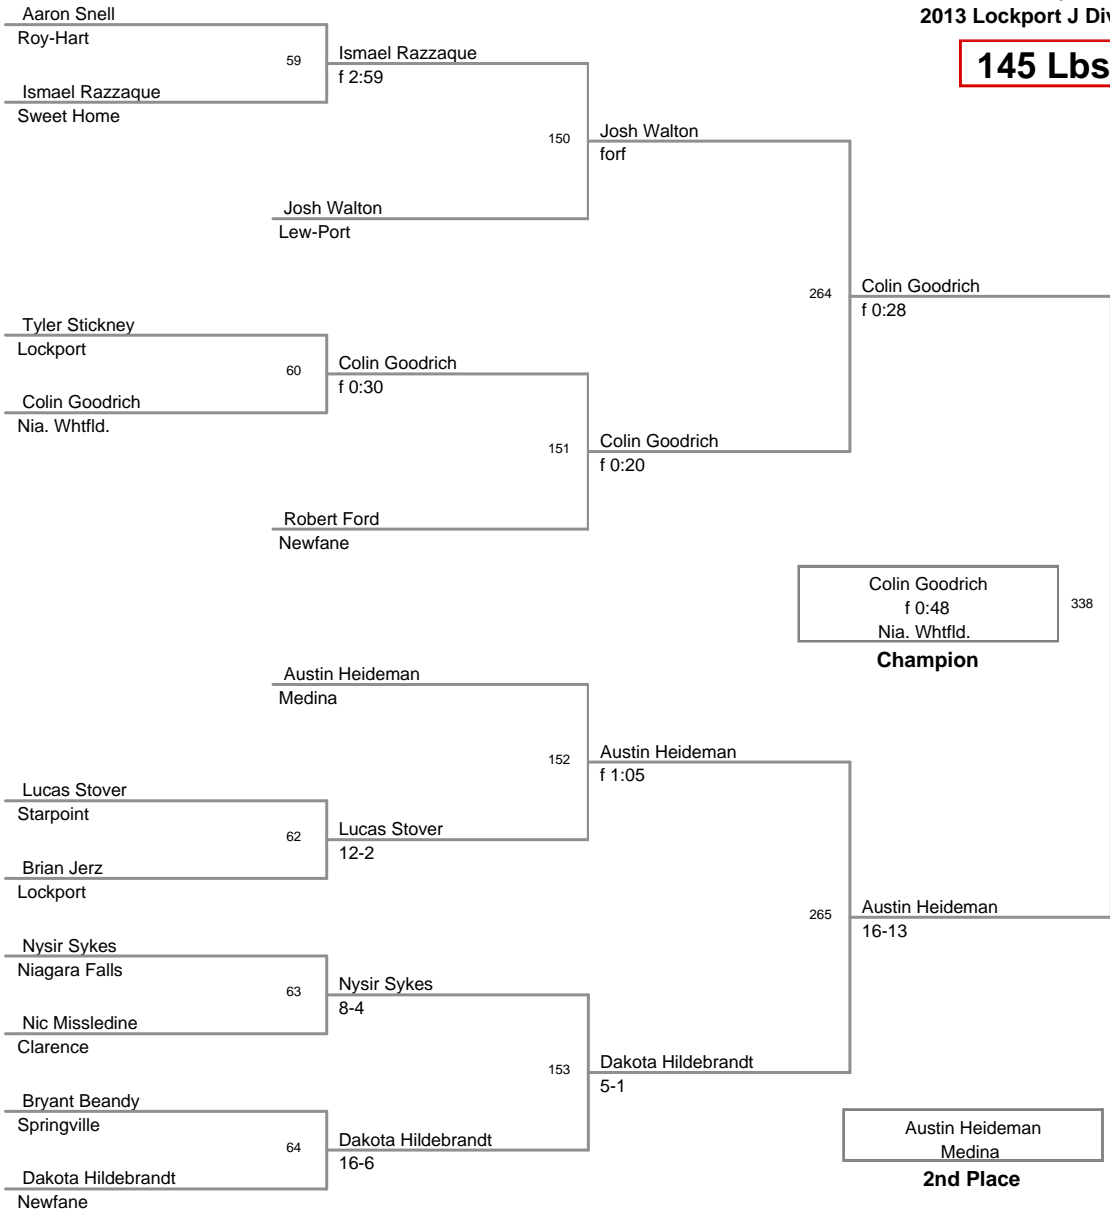 2013 Lockport J Div
145 Lbs
Aaron Snell
Roy-Hart
59
Ismael Razzaque
f 2:59
Ismael Razzaque
Sweet Home
150
Josh Walton
forf
Josh Walton
Lew-Port
264
Colin Goodrich
f 0:28
Tyler Stickney
Lockport
60
Colin Goodrich
f 0:30
Colin Goodrich
Nia. Whtfld.
151
Colin Goodrich
f 0:20
Robert Ford
Newfane
Colin Goodrich
f 0:48
Nia. Whtfld.
338
Champion
Austin Heideman
Medina
152
Austin Heideman
f 1:05
Lucas Stover
Starpoint
62
Lucas Stover
12-2
Brian Jerz
Lockport
265
Austin Heideman
16-13
Nysir Sykes
Niagara Falls
63
Nysir Sykes
8-4
Nic Missledine
Clarence
153
Dakota Hildebrandt
5-1
Bryant Beandy
Springville
64
Dakota Hildebrandt
16-6
Dakota Hildebrandt
Newfane
Austin Heideman
Medina
2nd Place